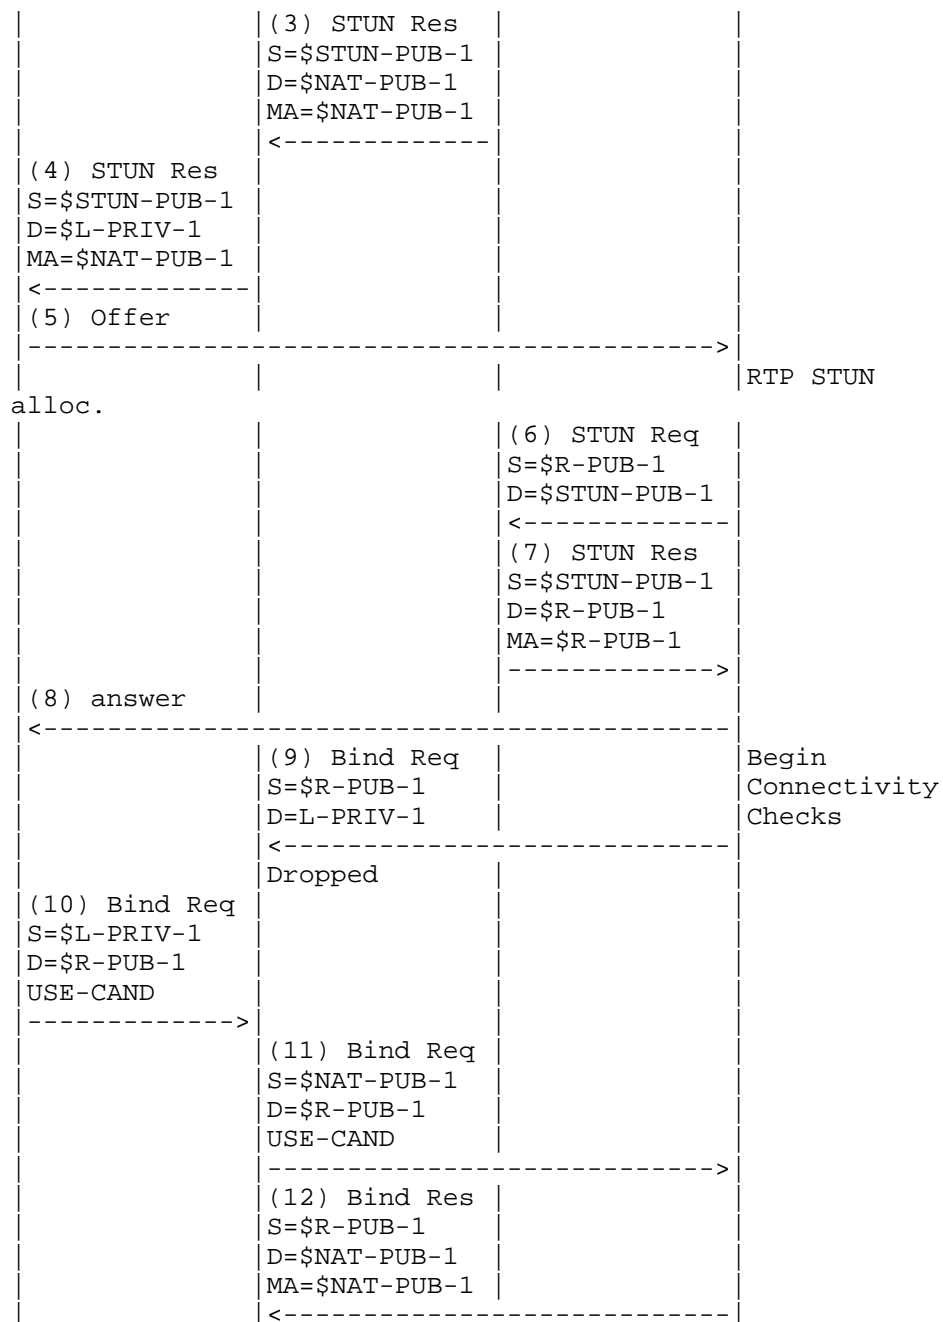 |              |(3) STUN Res  |              |
|              |S=$STUN-PUB-1 |              |
|              |D=$NAT-PUB-1  |              |
|              |MA=$NAT-PUB-1 |              |
|              |<-------------|              |
|(4) STUN Res  |              |              |
|S=$STUN-PUB-1 |              |              |
|D=$L-PRIV-1   |              |              |
|MA=$NAT-PUB-1 |              |              |
|<-------------|              |              |
|(5) Offer     |              |              |
|------------------------------------------->|
|              |              |              |RTP STUN
alloc.
|              |              |(6) STUN Req  |
|              |              |S=$R-PUB-1    |
|              |              |D=$STUN-PUB-1 |
|              |              |<-------------|
|              |              |(7) STUN Res  |
|              |              |S=$STUN-PUB-1 |
|              |              |D=$R-PUB-1    |
|              |              |MA=$R-PUB-1   |
|              |              |------------->|
|(8) answer    |              |              |
|<-------------------------------------------|
|              |(9) Bind Req  |              |Begin
|              |S=$R-PUB-1    |              |Connectivity
|              |D=L-PRIV-1    |              |Checks
|              |<----------------------------|
|              |Dropped       |              |
|(10) Bind Req |              |              |
|S=$L-PRIV-1   |              |              |
|D=$R-PUB-1    |              |              |
|USE-CAND      |              |              |
|------------->|              |              |
|              |(11) Bind Req |              |
|              |S=$NAT-PUB-1  |              |
|              |D=$R-PUB-1    |              |
|              |USE-CAND      |              |
|              |---------------------------->|
|              |(12) Bind Res |              |
|              |S=$R-PUB-1    |              |
|              |D=$NAT-PUB-1  |              |
|              |MA=$NAT-PUB-1 |              |
|              |<----------------------------|